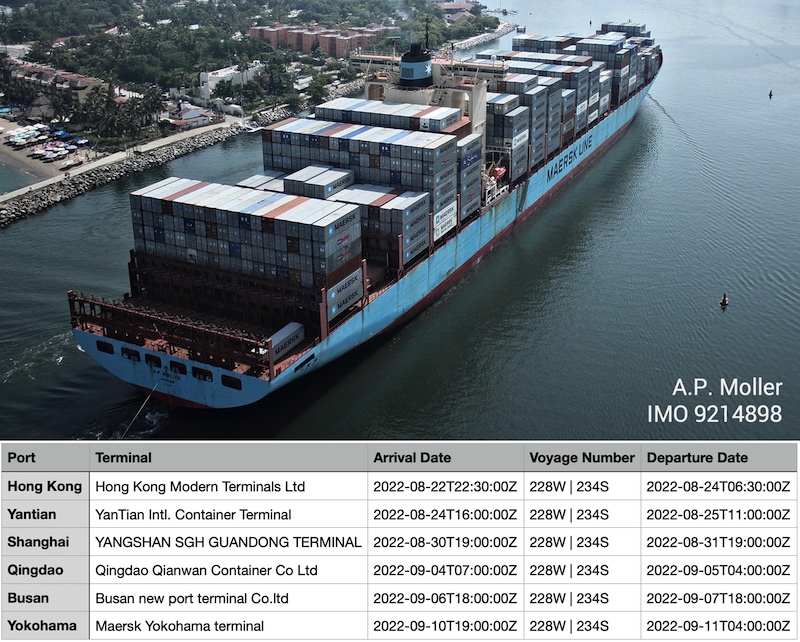 MAERSK LINE
MAERSK
MAERSK
MAERSK
MAERSK
A.P. MOLLER
A.P. Moller
IMO 9214898
Port Terminal Arrival Date Voyage Number Departure Date
Hong Kong Hong Kong Modern Terminals Ltd 2022-08-22T22:30:00Z 228W | 234S 2022-08-24T06:30:00Z
Yantian YanTian Intl. Container Terminal 2022-08-24T16:00:00Z 228W | 234S 2022-08-25T11:00:00Z
Shanghai YANGSHAN SGH GUANDONG TERMINAL 2022-08-30T19:00:00Z 228W | 234S 2022-08-31T19:00:00Z
Qingdao Qingdao Qianwan Container Co Ltd 2022-09-04T07:00:00Z 228W | 234S 2022-09-05T04:00:00Z
Busan Busan new port terminal Co.ltd 2022-09-06T18:00:00Z 228W | 234S 2022-09-07T18:00:00Z
Yokohama Maersk Yokohama terminal 2022-09-10T19:00:00Z 228W | 234S 2022-09-11T04:00:00Z